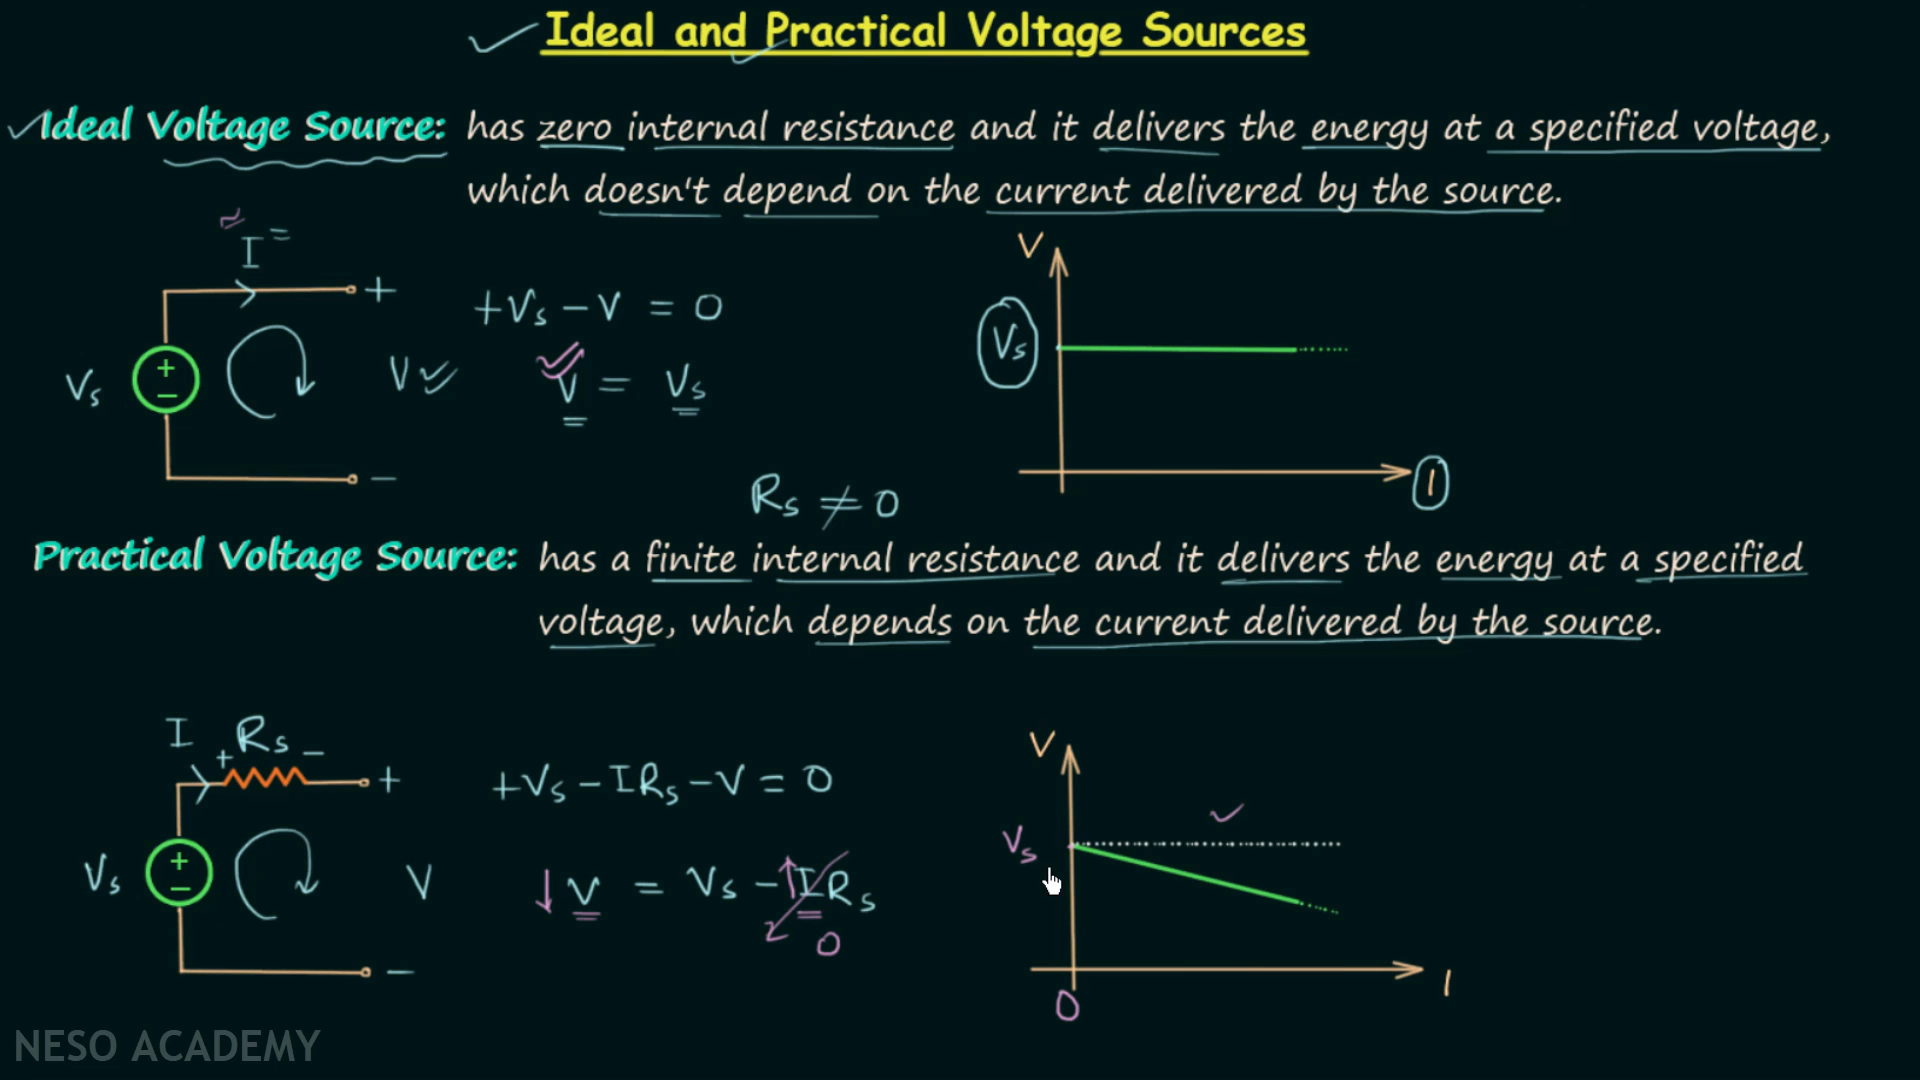 Ideal and Practical Voltage Sources
Ideal Voltage Source: has zero internal resistance and it delivers the energy at a specified voltage,
which doesn't depend on the current delivered by the source.
I
+
Vs
+
−
V
−
+Vs − V = 0
V = Vs
V
Vs
I
Rs ≠ 0
Practical Voltage Source: has a finite internal resistance and it delivers the energy at a specified
voltage, which depends on the current delivered by the source.
I + Rs −
+
Vs
+
−
V
−
+Vs − IRs − V = 0
↓ V = Vs − ↑IRs
0
V
Vs
I
0
NESO ACADEMY